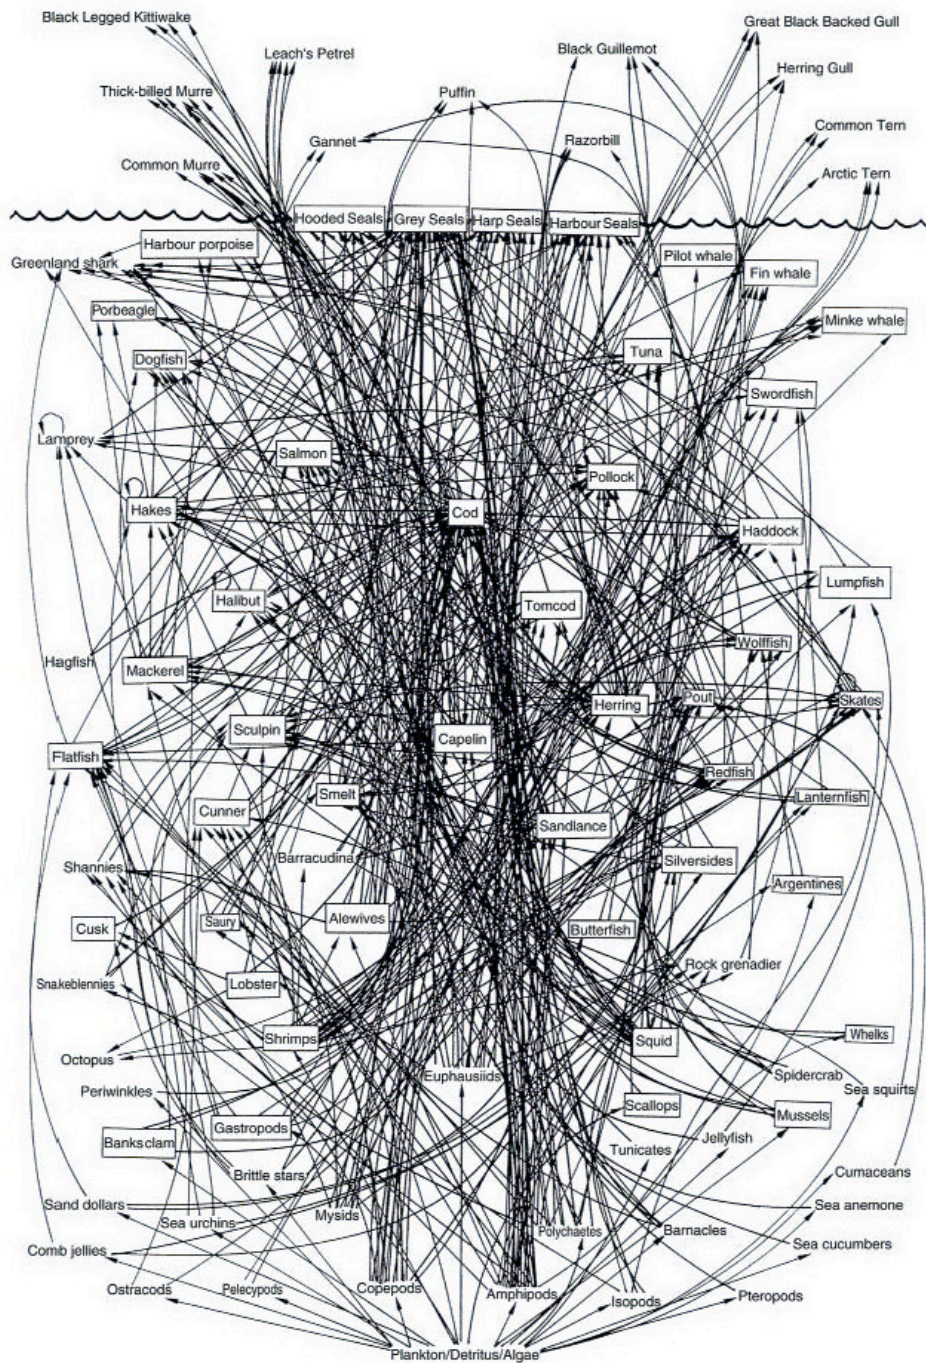 Black Legged Kittiwake
Great Black Backed Gull
Leach's Petrel
Black Guillemot
Herring Gull
Thick-billed Murre
Puffin
Gannet
Razorbill
Common Tern
Common Murre
Arctic Tern
Hooded Seals
Grey Seals
Harp Seals
Harbour Seals
Harbour porpoise
Pilot whale
Greenland shark
Fin whale
Porbeagle
Minke whale
Dogfish
Tuna
Swordfish
Lamprey
Salmon
Pollock
Hakes
Cod
Haddock
Halibut
Tomcod
Lumpfish
Hagfish
Mackerel
Wolffish
Sculpin
Herring
Pout
Skates
Flatfish
Capelin
Redfish
Smelt
Lanternfish
Cunner
Sandlance
Shannies
Barracudina
Silversides
Argentines
Cusk
Saury
Alewives
Butterfish
Snakeblennies
Lobster
Rock grenadier
Octopus
Shrimps
Squid
Whelks
Euphausiids
Spidercrab
Periwinkles
Sea squirts
Scallops
Mussels
Banksclam
Gastropods
Jellyfish
Tunicates
Brittle stars
Cumaceans
Sand dollars
Sea urchins
Mysids
Polychaetes
Barnacles
Sea anemone
Comb jellies
Sea cucumbers
Ostracods
Pelecypods
Copepods
Amphipods
Isopods
Pteropods
Plankton/Detritus/Algae